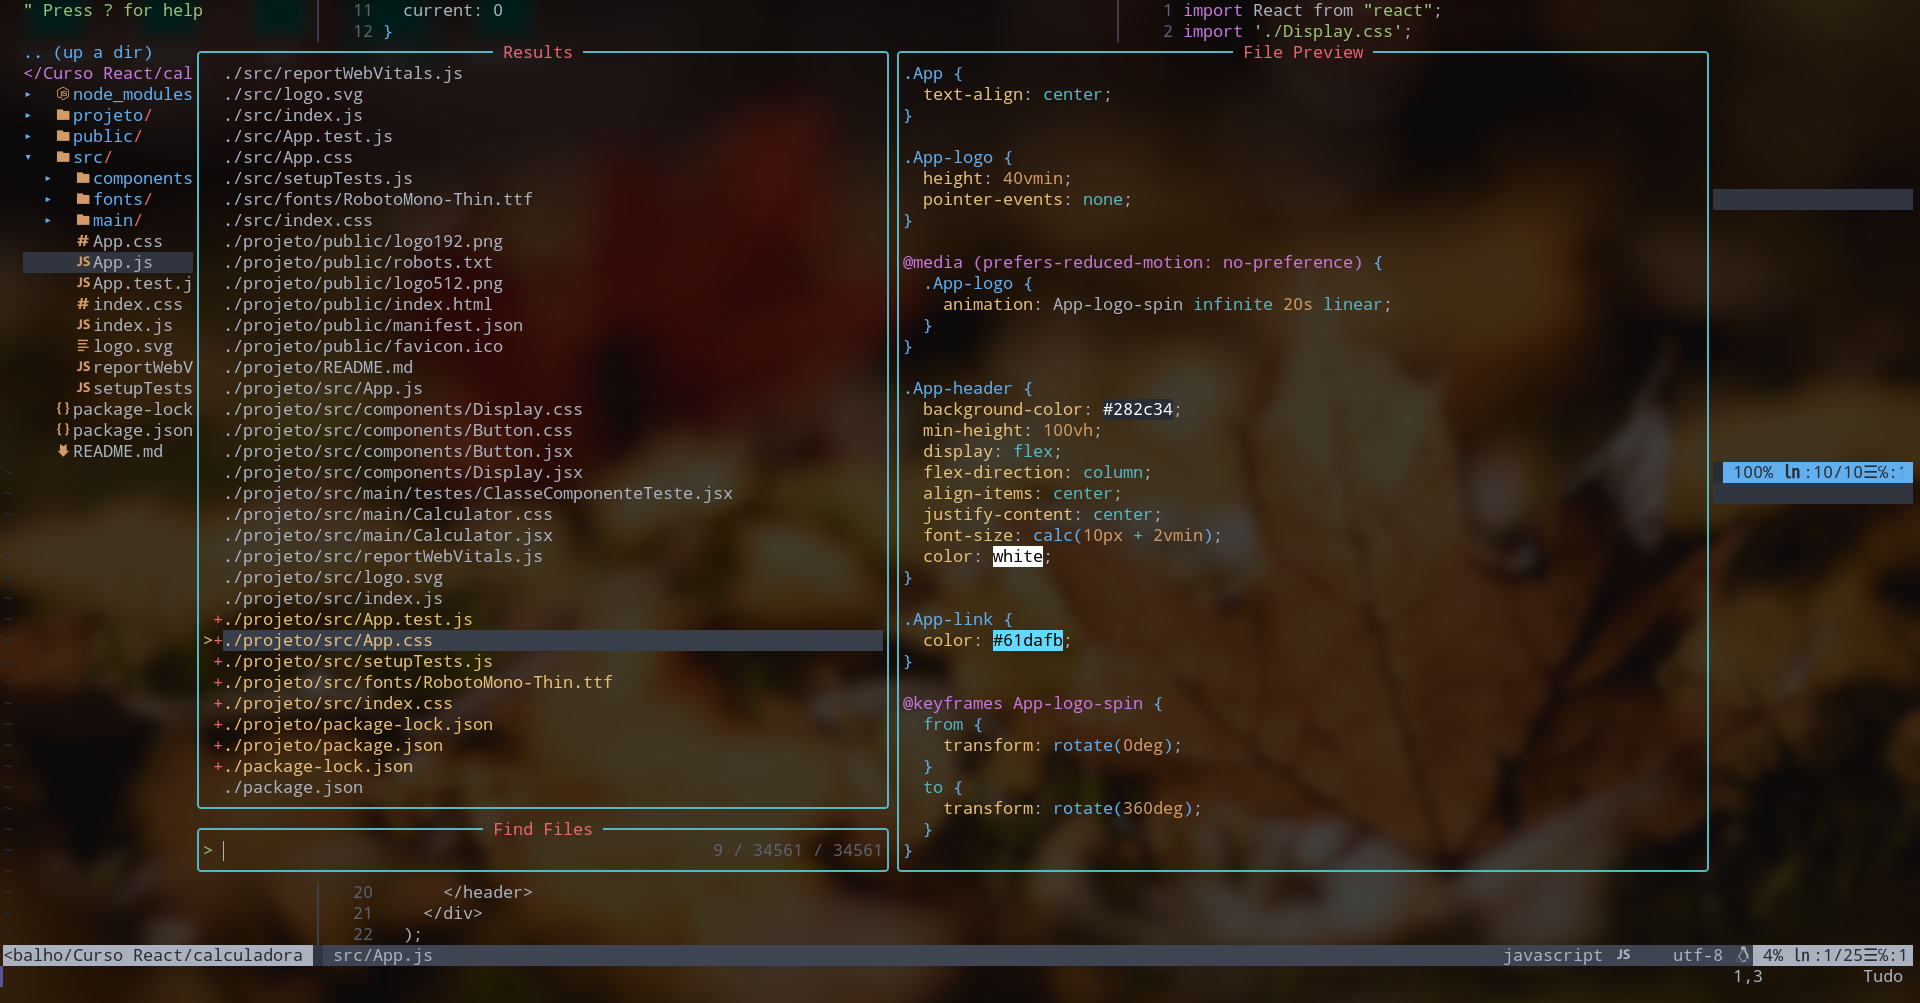 " Press ? for help
.. (up a dir)
</Curso React/cal
▸ node_modules
▸ projeto/
▸ public/
▾ src/
▸ components
▸ fonts/
▸ main/
# App.css
JS App.js
JS App.test.j
# index.css
JS index.js
logo.svg
JS reportWebV
JS setupTests
{} package-lock
{} package.json
README.md
11 current: 0
12 }
1 import React from "react";
2 import './Display.css';
Results
./src/reportWebVitals.js
./src/logo.svg
./src/index.js
./src/App.test.js
./src/App.css
./src/setupTests.js
./src/fonts/RobotoMono-Thin.ttf
./src/index.css
./projeto/public/logo192.png
./projeto/public/robots.txt
./projeto/public/logo512.png
./projeto/public/index.html
./projeto/public/manifest.json
./projeto/public/favicon.ico
./projeto/README.md
./projeto/src/App.js
./projeto/src/components/Display.css
./projeto/src/components/Button.css
./projeto/src/components/Button.jsx
./projeto/src/components/Display.jsx
./projeto/src/main/testes/ClasseComponenteTeste.jsx
./projeto/src/main/Calculator.css
./projeto/src/main/Calculator.jsx
./projeto/src/reportWebVitals.js
./projeto/src/logo.svg
./projeto/src/index.js
+./projeto/src/App.test.js
>+./projeto/src/App.css
+./projeto/src/setupTests.js
+./projeto/src/fonts/RobotoMono-Thin.ttf
+./projeto/src/index.css
+./projeto/package-lock.json
+./projeto/package.json
+./package-lock.json
./package.json
Find Files
> 9 / 34561 / 34561
File Preview
.App {
  text-align: center;
}

.App-logo {
  height: 40vmin;
  pointer-events: none;
}

@media (prefers-reduced-motion: no-preference) {
  .App-logo {
    animation: App-logo-spin infinite 20s linear;
  }
}

.App-header {
  background-color: #282c34;
  min-height: 100vh;
  display: flex;
  flex-direction: column;
  align-items: center;
  justify-content: center;
  font-size: calc(10px + 2vmin);
  color: white;
}

.App-link {
  color: #61dafb;
}

@keyframes App-logo-spin {
  from {
    transform: rotate(0deg);
  }
  to {
    transform: rotate(360deg);
  }
}
100% ln :10/10☰℅:1
20 </header>
21 </div>
22 );
<balho/Curso React/calculadora src/App.js javascript JS utf-8 4% ln :1/25☰℅:1
1,3 Tudo